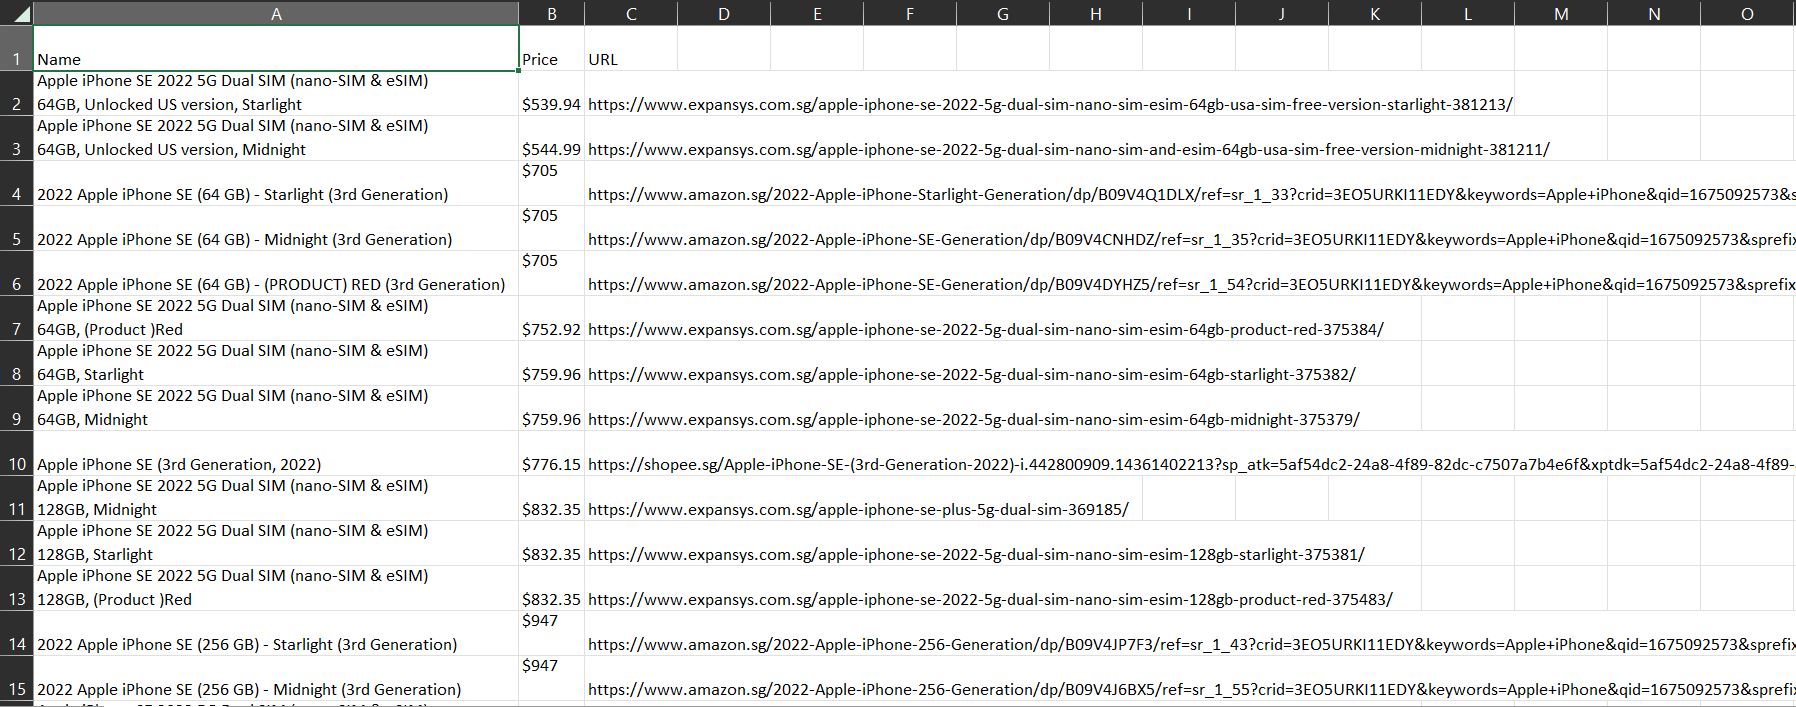 A B C D E F G H I J K L M N O
1 Name Price URL
Apple iPhone SE 2022 5G Dual SIM (nano-SIM & eSIM)
2 64GB, Unlocked US version, Starlight $539.94 https://www.expansys.com.sg/apple-iphone-se-2022-5g-dual-sim-nano-sim-esim-64gb-usa-sim-free-version-starlight-381213/
Apple iPhone SE 2022 5G Dual SIM (nano-SIM & eSIM)
3 64GB, Unlocked US version, Midnight $544.99 https://www.expansys.com.sg/apple-iphone-se-2022-5g-dual-sim-nano-sim-and-esim-64gb-usa-sim-free-version-midnight-381211/
$705
4 2022 Apple iPhone SE (64 GB) - Starlight (3rd Generation) https://www.amazon.sg/2022-Apple-iPhone-Starlight-Generation/dp/B09V4Q1DLX/ref=sr_1_33?crid=3EO5URKI11EDY&keywords=Apple+iPhone&qid=1675092573&s
$705
5 2022 Apple iPhone SE (64 GB) - Midnight (3rd Generation) https://www.amazon.sg/2022-Apple-iPhone-SE-Generation/dp/B09V4CNHDZ/ref=sr_1_35?crid=3EO5URKI11EDY&keywords=Apple+iPhone&qid=1675092573&sprefix
$705
6 2022 Apple iPhone SE (64 GB) - (PRODUCT) RED (3rd Generation) https://www.amazon.sg/2022-Apple-iPhone-SE-Generation/dp/B09V4DYHZ5/ref=sr_1_54?crid=3EO5URKI11EDY&keywords=Apple+iPhone&qid=1675092573&sprefix
Apple iPhone SE 2022 5G Dual SIM (nano-SIM & eSIM)
7 64GB, (Product )Red $752.92 https://www.expansys.com.sg/apple-iphone-se-2022-5g-dual-sim-nano-sim-esim-64gb-product-red-375384/
Apple iPhone SE 2022 5G Dual SIM (nano-SIM & eSIM)
8 64GB, Starlight $759.96 https://www.expansys.com.sg/apple-iphone-se-2022-5g-dual-sim-nano-sim-esim-64gb-starlight-375382/
Apple iPhone SE 2022 5G Dual SIM (nano-SIM & eSIM)
9 64GB, Midnight $759.96 https://www.expansys.com.sg/apple-iphone-se-2022-5g-dual-sim-nano-sim-esim-64gb-midnight-375379/
10 Apple iPhone SE (3rd Generation, 2022) $776.15 https://shopee.sg/Apple-iPhone-SE-(3rd-Generation-2022)-i.442800909.14361402213?sp_atk=5af54dc2-24a8-4f89-82dc-c7507a7b4e6f&xptdk=5af54dc2-24a8-4f89-
Apple iPhone SE 2022 5G Dual SIM (nano-SIM & eSIM)
11 128GB, Midnight $832.35 https://www.expansys.com.sg/apple-iphone-se-plus-5g-dual-sim-369185/
Apple iPhone SE 2022 5G Dual SIM (nano-SIM & eSIM)
12 128GB, Starlight $832.35 https://www.expansys.com.sg/apple-iphone-se-2022-5g-dual-sim-nano-sim-esim-128gb-starlight-375381/
Apple iPhone SE 2022 5G Dual SIM (nano-SIM & eSIM)
13 128GB, (Product )Red $832.35 https://www.expansys.com.sg/apple-iphone-se-2022-5g-dual-sim-nano-sim-esim-128gb-product-red-375483/
$947
14 2022 Apple iPhone SE (256 GB) - Starlight (3rd Generation) https://www.amazon.sg/2022-Apple-iPhone-256-Generation/dp/B09V4JP7F3/ref=sr_1_43?crid=3EO5URKI11EDY&keywords=Apple+iPhone&qid=1675092573&sprefix
$947
15 2022 Apple iPhone SE (256 GB) - Midnight (3rd Generation) https://www.amazon.sg/2022-Apple-iPhone-256-Generation/dp/B09V4J6BX5/ref=sr_1_55?crid=3EO5URKI11EDY&keywords=Apple+iPhone&qid=1675092573&sprefix